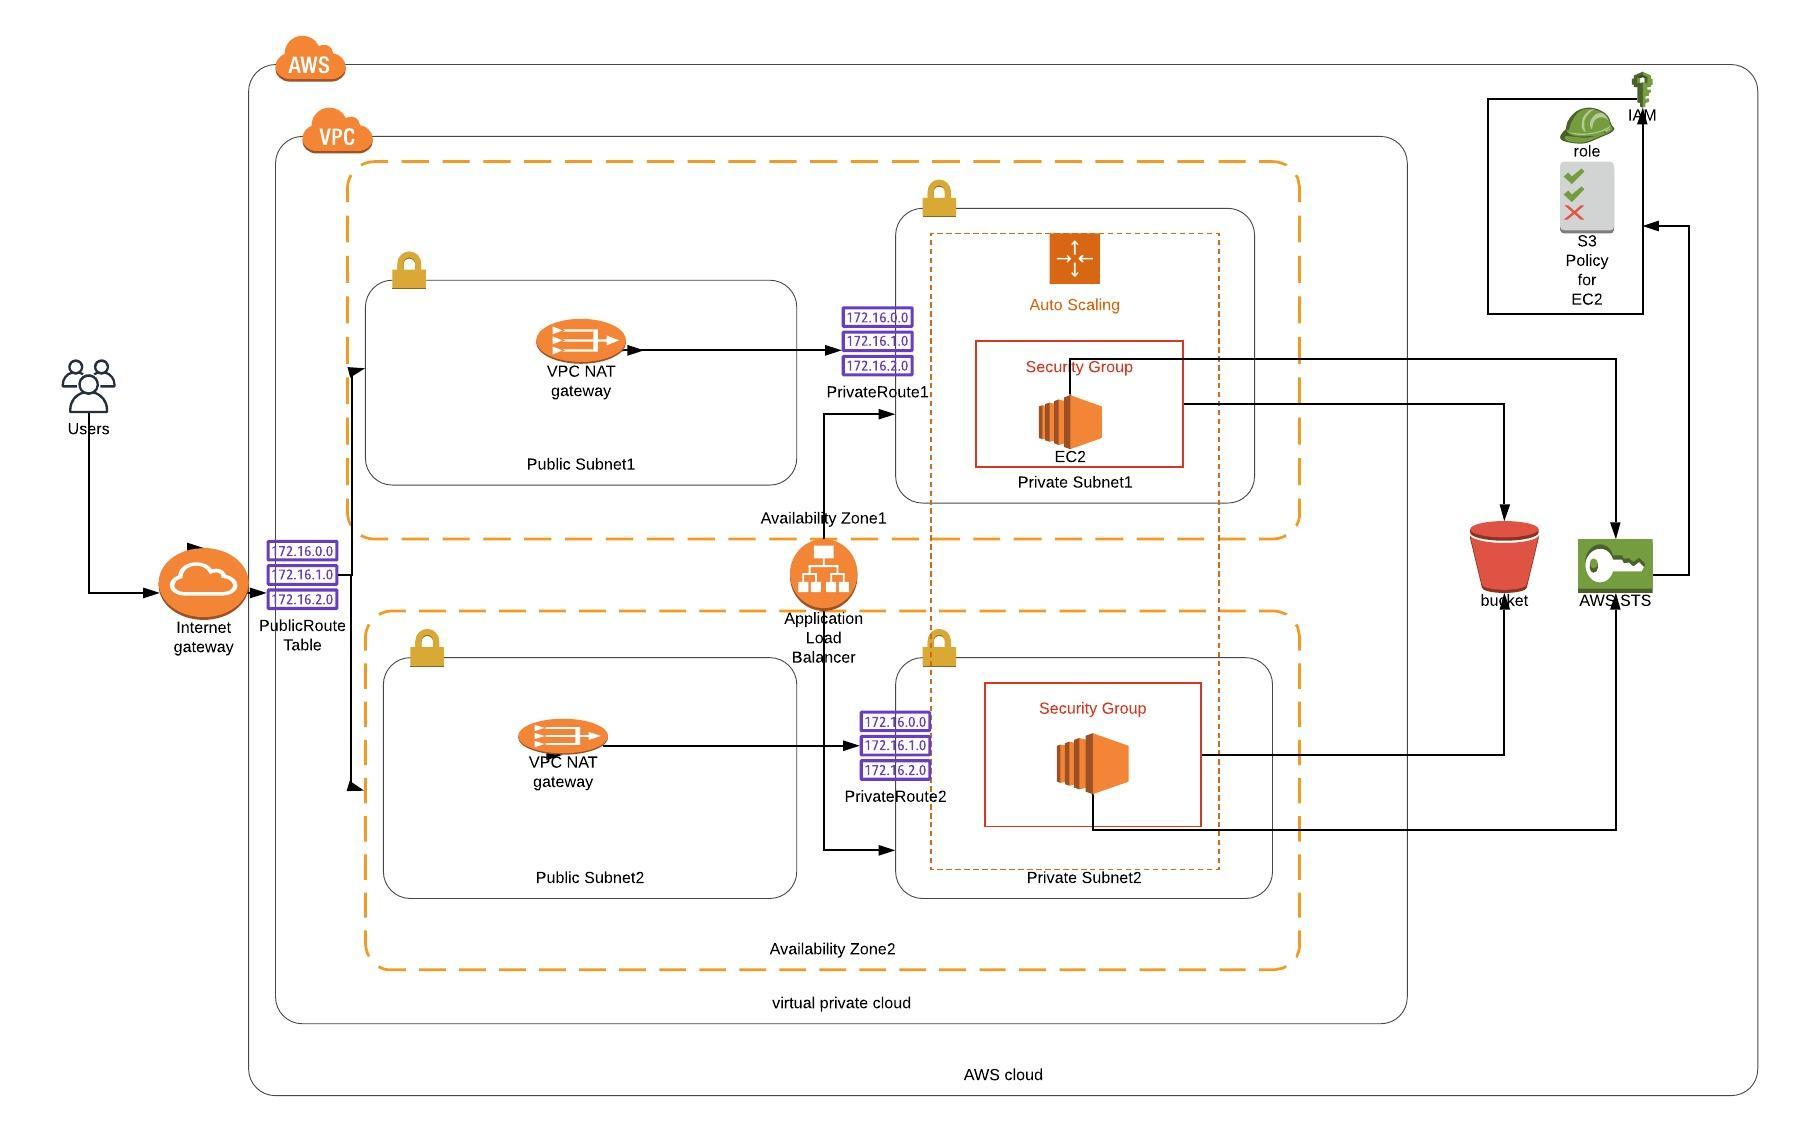 AWS
VPC
IAM
role
S3
Policy
for
EC2
Auto Scaling
172.16.0.0
172.16.1.0
172.16.2.0
PrivateRoute1
VPC NAT
gateway
Public Subnet1
Security Group
EC2
Private Subnet1
Users
Availability Zone1
172.16.0.0
172.16.1.0
172.16.2.0
PublicRoute
Table
Internet
gateway
Application
Load
Balancer
bucket
AWS STS
172.16.0.0
172.16.1.0
172.16.2.0
PrivateRoute2
VPC NAT
gateway
Security Group
Public Subnet2
Private Subnet2
Availability Zone2
virtual private cloud
AWS cloud